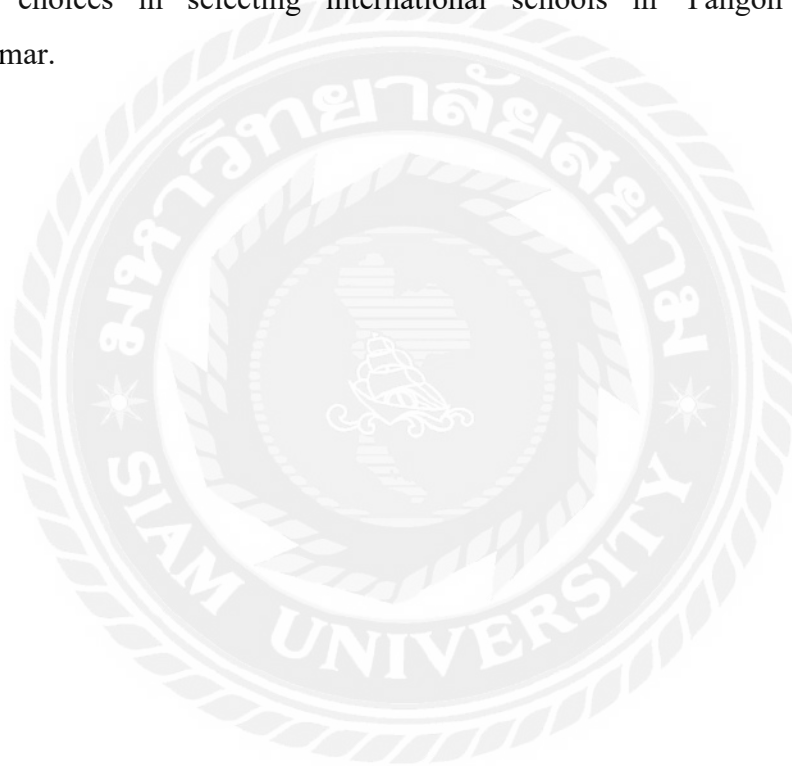 choices in selecting international schools in Yangon
mar.
มหาวิทยาลัยสยาม
SIAM UNIVERSITY